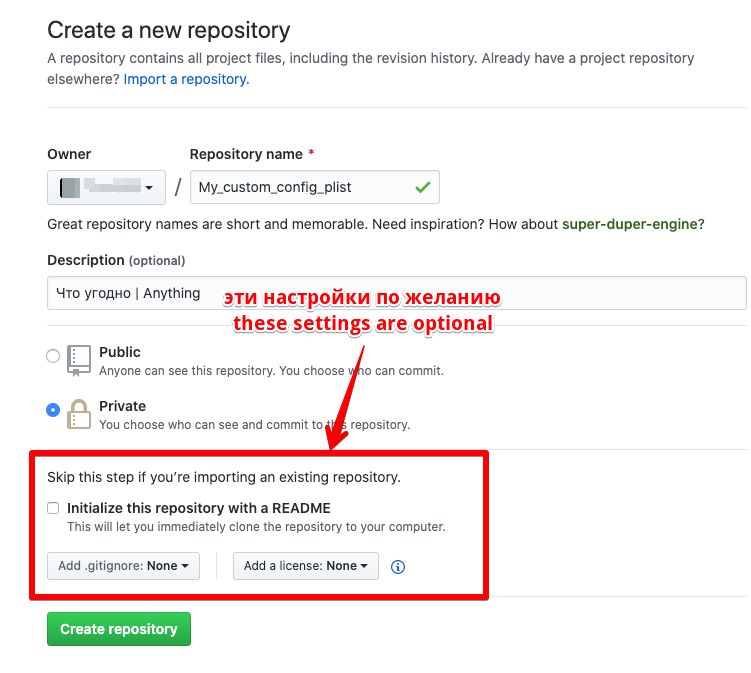 Create a new repository
A repository contains all project files, including the revision history. Already have a project repository
elsewhere? Import a repository.
Owner
Repository name *
/
My_custom_config_plist
Great repository names are short and memorable. Need inspiration? How about super-duper-engine?
Description (optional)
Что угодно | Anything
эти настройки по желанию
these settings are optional
Public
Anyone can see this repository. You choose who can commit.
Private
You choose who can see and commit to this repository.
Skip this step if you’re importing an existing repository.
Initialize this repository with a README
This will let you immediately clone the repository to your computer.
Add .gitignore: None
Add a license: None
Create repository